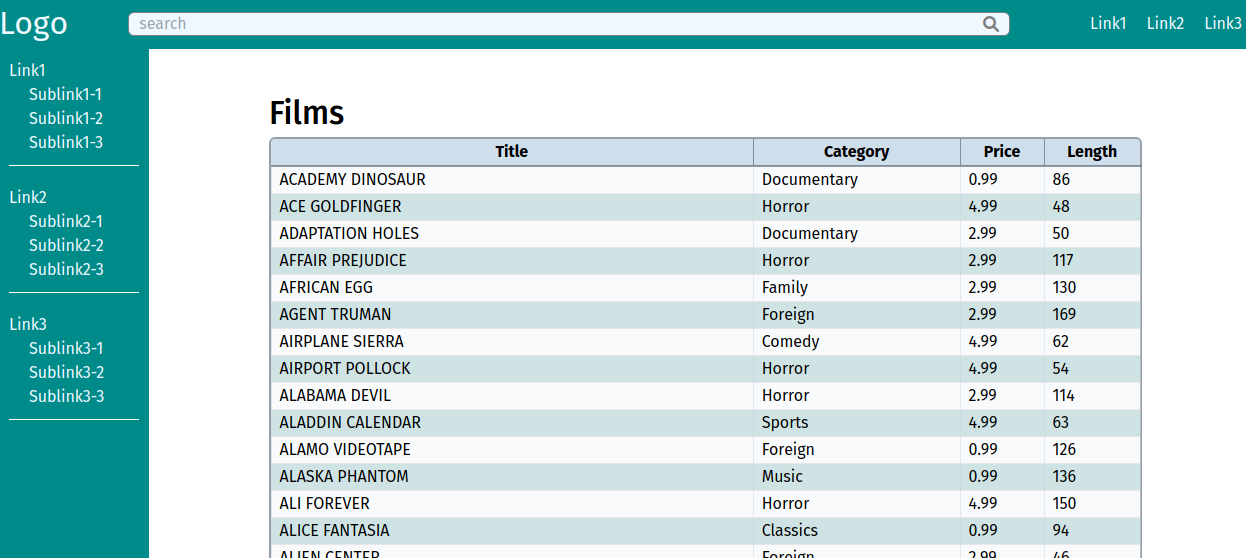 Logo
search
Link1 Link2 Link3
Link1
Sublink1-1
Sublink1-2
Sublink1-3
Link2
Sublink2-1
Sublink2-2
Sublink2-3
Link3
Sublink3-1
Sublink3-2
Sublink3-3
Films
Title Category Price Length
ACADEMY DINOSAUR Documentary 0.99 86
ACE GOLDFINGER Horror 4.99 48
ADAPTATION HOLES Documentary 2.99 50
AFFAIR PREJUDICE Horror 2.99 117
AFRICAN EGG Family 2.99 130
AGENT TRUMAN Foreign 2.99 169
AIRPLANE SIERRA Comedy 4.99 62
AIRPORT POLLOCK Horror 4.99 54
ALABAMA DEVIL Horror 2.99 114
ALADDIN CALENDAR Sports 4.99 63
ALAMO VIDEOTAPE Foreign 0.99 126
ALASKA PHANTOM Music 0.99 136
ALI FOREVER Horror 4.99 150
ALICE FANTASIA Classics 0.99 94
ALIEN CENTER Foreign 2.99 46